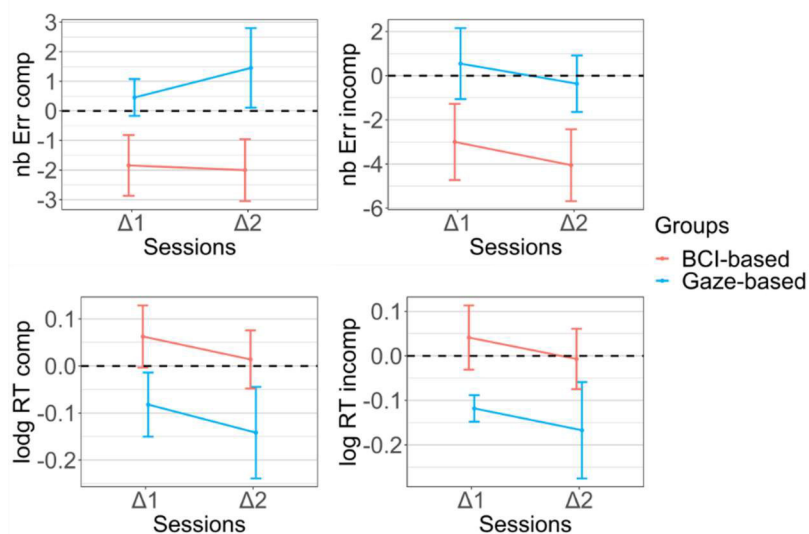 nb Err comp
3
2
1
0
-1
-2
-3
Δ1 Δ2
Sessions
nb Err incomp
2
0
-2
-4
-6
Δ1 Δ2
Sessions
Groups
BCI-based
Gaze-based
lodg RT comp
0.1
0.0
-0.1
-0.2
Δ1 Δ2
Sessions
log RT incomp
0.1
0.0
-0.1
-0.2
Δ1 Δ2
Sessions